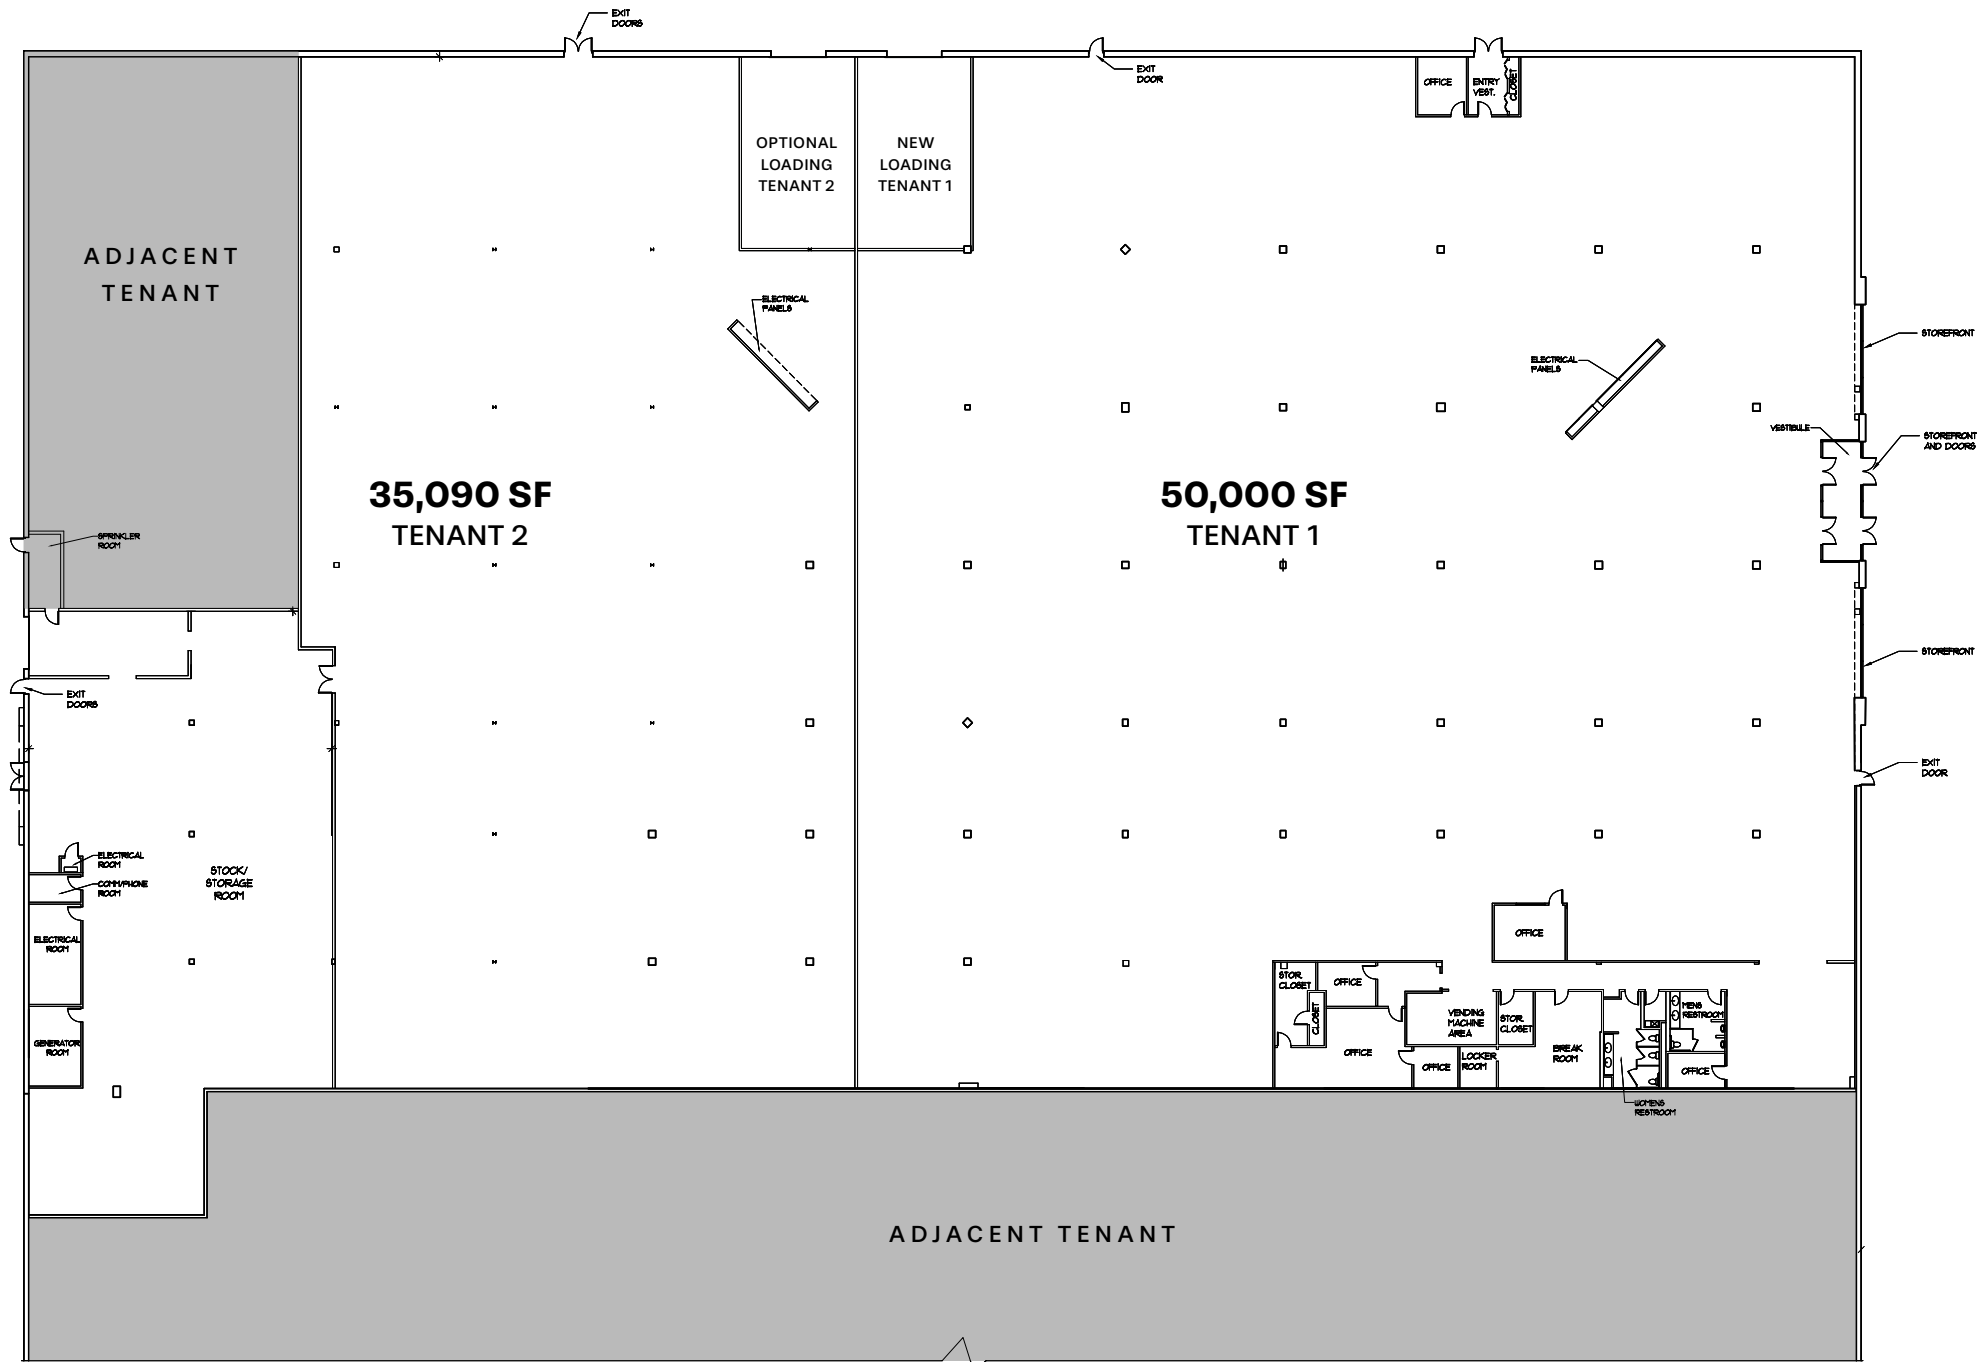 EXIT
DOORS
EXIT
DOOR
OFFICE
ENTRY
VEST.
CLOSET
OPTIONAL
LOADING
TENANT 2
NEW
LOADING
TENANT 1
ADJACENT
TENANT
ELECTRICAL
PANELS
STOREFRONT
ELECTRICAL
PANELS
VESTIBULE
STOREFRONT
AND DOORS
35,090 SF
TENANT 2
50,000 SF
TENANT 1
SPRINKLER
ROOM
STOREFRONT
EXIT
DOORS
EXIT
DOOR
ELECTRICAL
ROOM
COMM/PHONE
ROOM
STOCK/
STORAGE
ROOM
ELECTRICAL
ROOM
OFFICE
STOR.
CLOSET
OFFICE
CLOSET
VENDING
MACHINE
AREA
STOR.
CLOSET
MENS
RESTROOM
GENERATOR
ROOM
OFFICE
OFFICE
LOCKER
ROOM
BREAK
ROOM
OFFICE
WOMENS
RESTROOM
ADJACENT TENANT